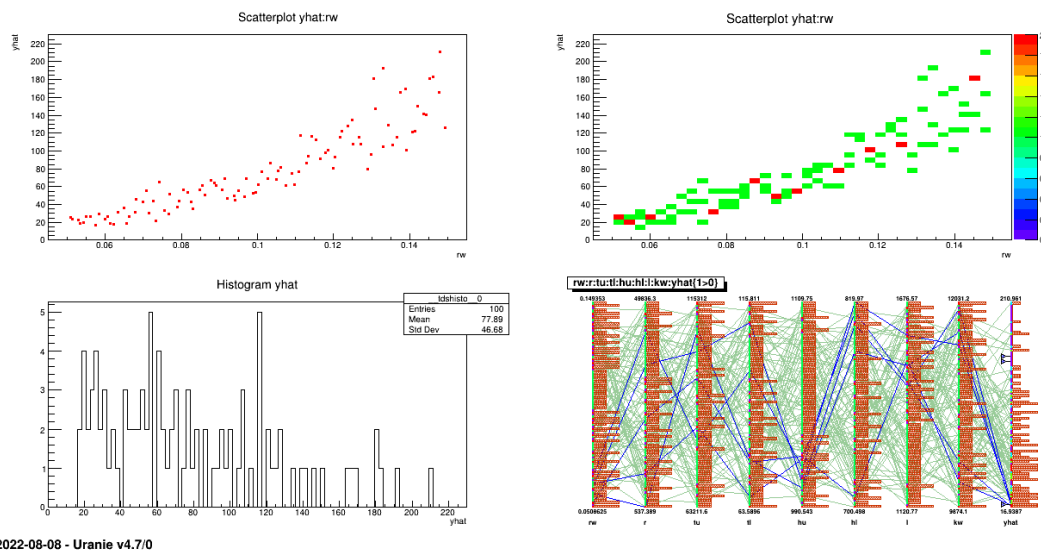 Scatterplot yhat:rw
yhat
220
200
180
160
140
120
100
80
60
40
20
0
0.06
0.08
0.1
0.12
0.14
rw
Scatterplot yhat:rw
yhat
220
200
180
160
140
120
100
80
60
40
20
0
0.06
0.08
0.1
0.12
0.14
rw
Histogram yhat
__tdshisto__0
Entries 100
Mean 77.89
Std Dev 46.68
5
4
3
2
1
0
0 20 40 60 80 100 120 140 160 180 200 220
yhat
rw:r:tu:tl:hu:hl:l:kw:yhat{1>0}
0.149353 49836.3 115312 115.811 1109.75 819.97 1676.57 12031.2 210.961
0.0506625 537.389 63211.6 63.5895 990.543 700.498 1120.77 9874.1 16.9387
rw r tu tl hu hl l kw yhat
2022-08-08 - Uranie v4.7/0